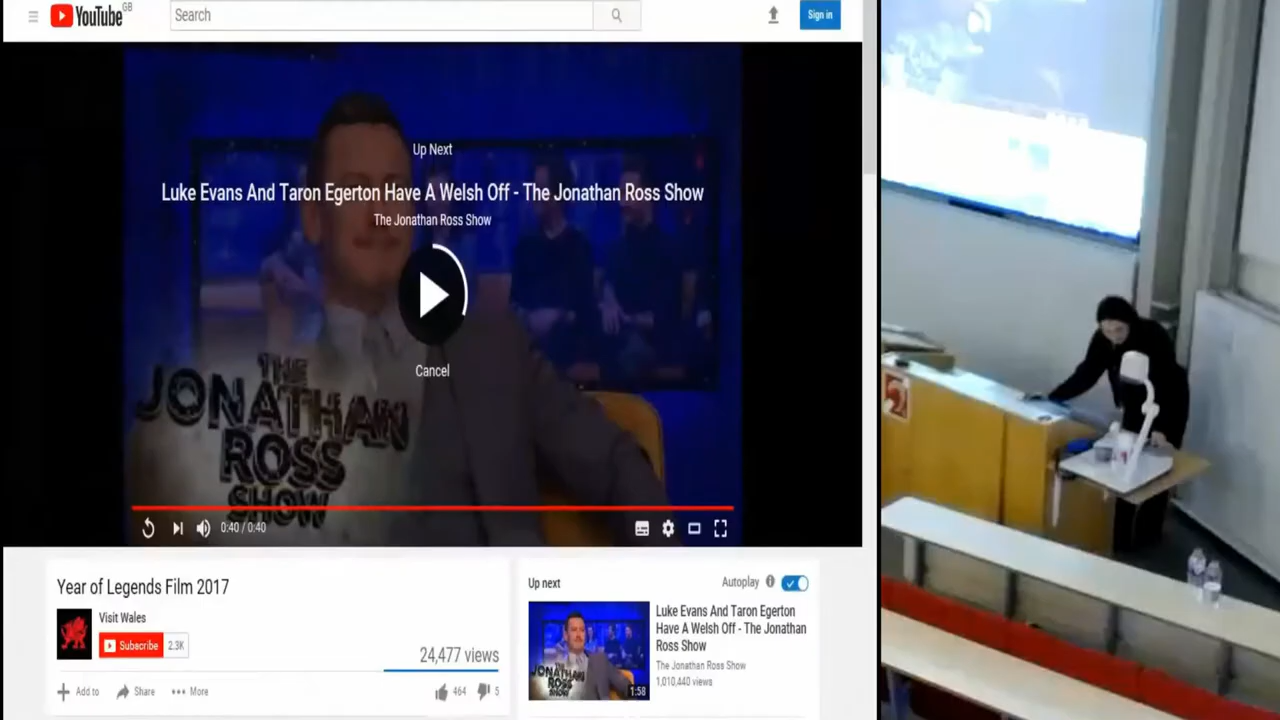 YouTube GB
Search
Sign in
Up Next
Luke Evans And Taron Egerton Have A Welsh Off - The Jonathan Ross Show
The Jonathan Ross Show
Cancel
THE
JONATHAN
ROSS
SHOW
0:40 / 0:40
Year of Legends Film 2017
Visit Wales
Subscribe 2.3K
24,477 views
Add to Share More
464 5
Up next
Autoplay
Luke Evans And Taron Egerton
Have A Welsh Off - The Jonathan
Ross Show
The Jonathan Ross Show
1,010,440 views
THE
JONATHAN
ROSS
SHOW
1:58